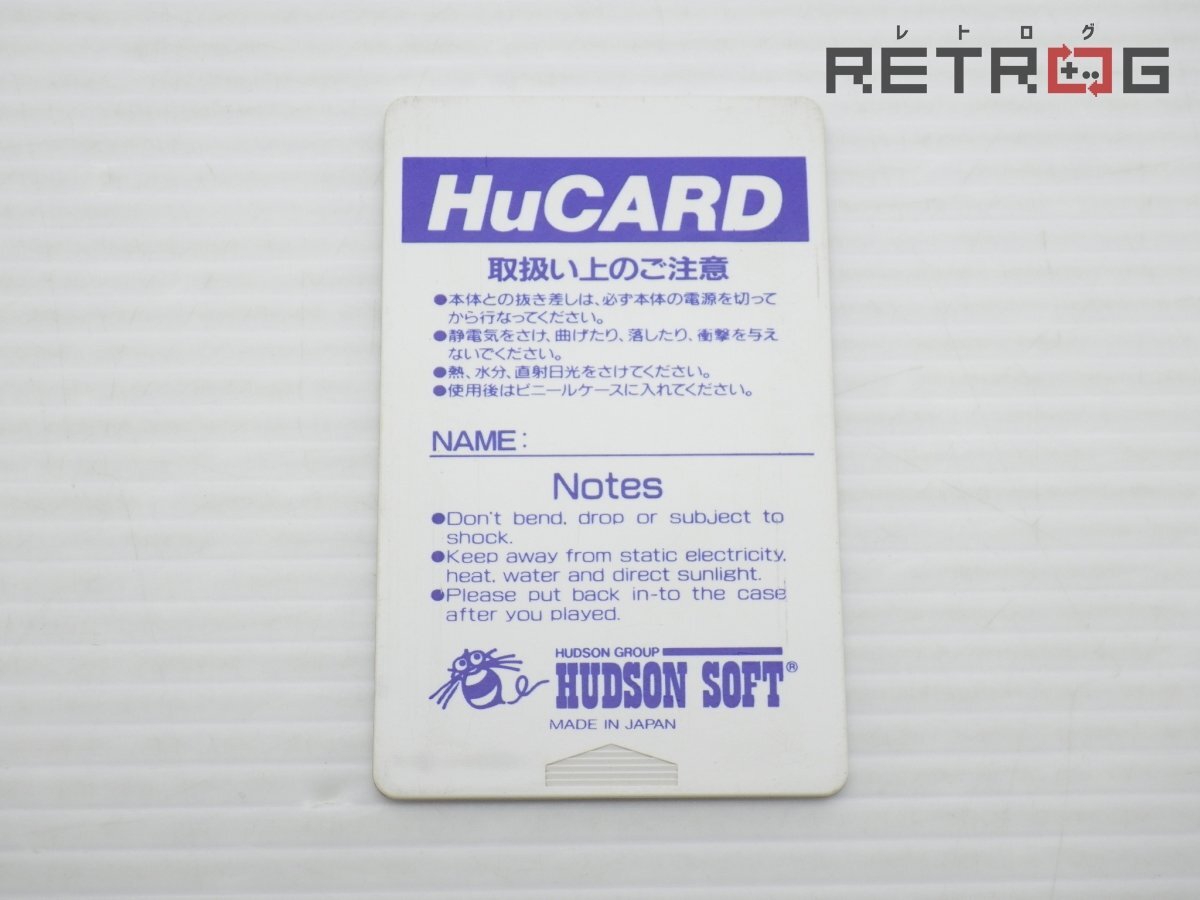 レトログ
RETROG
HuCARD
取扱い上のご注意
●本体との抜き差しは、必ず本体の電源を切って
から行なってください。
●静電気をさけ、曲げたり、落したり、衝撃を与え
ないでください。
●熱、水分、直射日光をさけてください。
●使用後はビニールケースに入れてください。
NAME:
Notes
●Don't bend, drop or subject to
shock.
●Keep away from static electricity,
heat, water and direct sunlight.
●Please put back in-to the case
after you played.
HUDSON GROUP
HUDSON SOFT®
MADE IN JAPAN